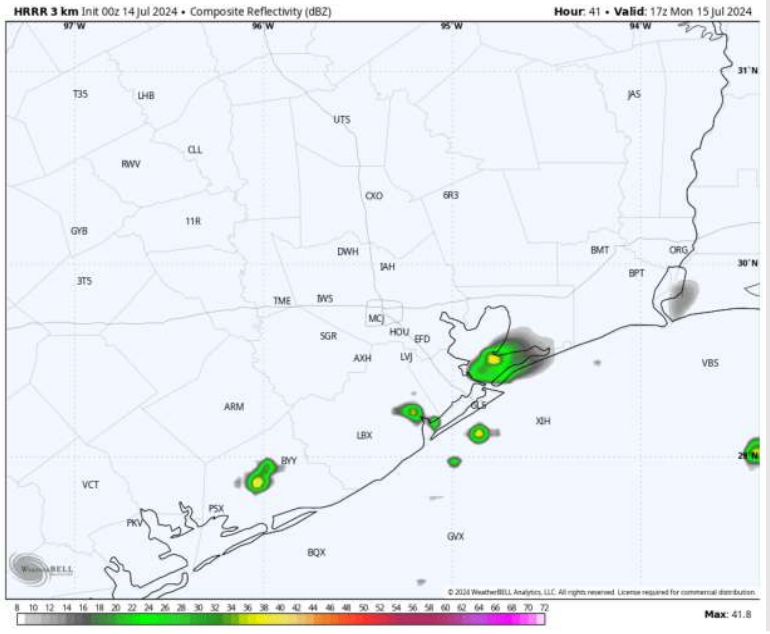 HRRR 3 km Init 00z 14 Jul 2024 • Composite Reflectivity (dBZ) Hour: 41 • Valid: 17z Mon 15 Jul 2024
97°W 96°W 95°W 94°W
31°N
T35 LHB JAS
UTS
CLL
RWV
CXO 6R3
11R
GYB
DWH BMT ORG
30°N
IAH BPT
3T5
TME IWS
MCJ
HOU
SGR EFD
AXH LVJ VBS
ARM GLS
XIH
LBX
29°N
BYY
VCT
PSX
PKV
GVX
BQX
WeatherBELL
© 2024 WeatherBELL Analytics, LLC. All rights reserved. License required for commercial distribution.
8 10 12 14 16 18 20 22 24 26 28 30 32 34 36 38 40 42 44 46 48 50 52 54 56 58 60 62 64 66 68 70 72 Max: 41.8